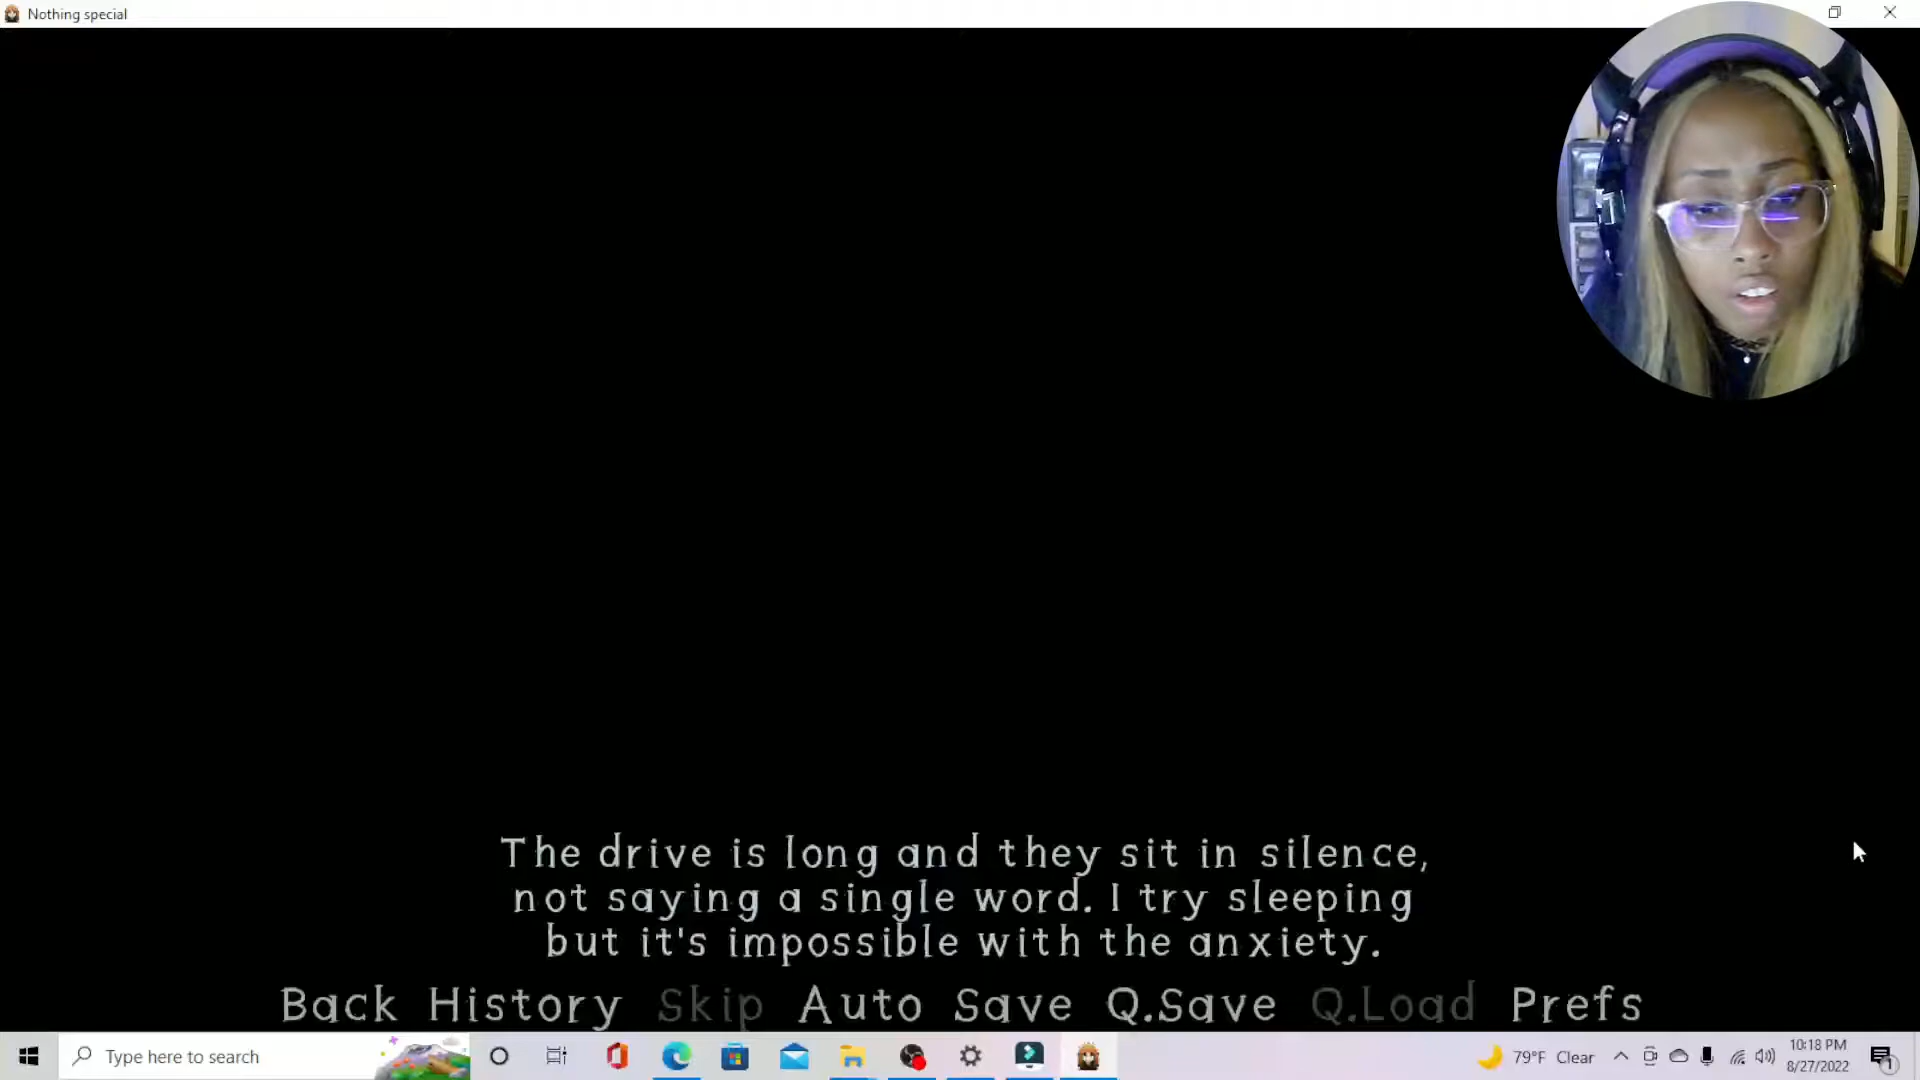 Nothing special
The drive is long and they sit in silence,
not saying a single word. I try sleeping
but it's impossible with the anxiety.
Back History Skip Auto Save Q.Save Q.Load Prefs
Type here to search
79°F Clear
10:18 PM
8/27/2022
1